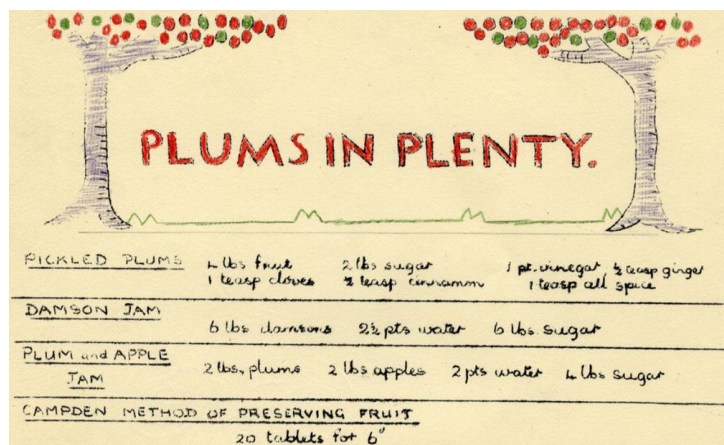 PLUMS IN PLENTY.
PICKLED PLUMS 4 lbs fruit 2 lbs sugar 1 pt. vinegar, ½ teasp ginger
1 teasp cloves ½ teasp cinnamon 1 teasp all spice
DAMSON JAM
6 lbs damsons 2½ pts water 6 lbs. sugar
PLUM and APPLE
JAM 2 lbs, plums 2 lbs apples 2 pts water 4 lbs sugar
CAMPDEN METHOD OF PRESERVING FRUIT
20 tablets for 6d